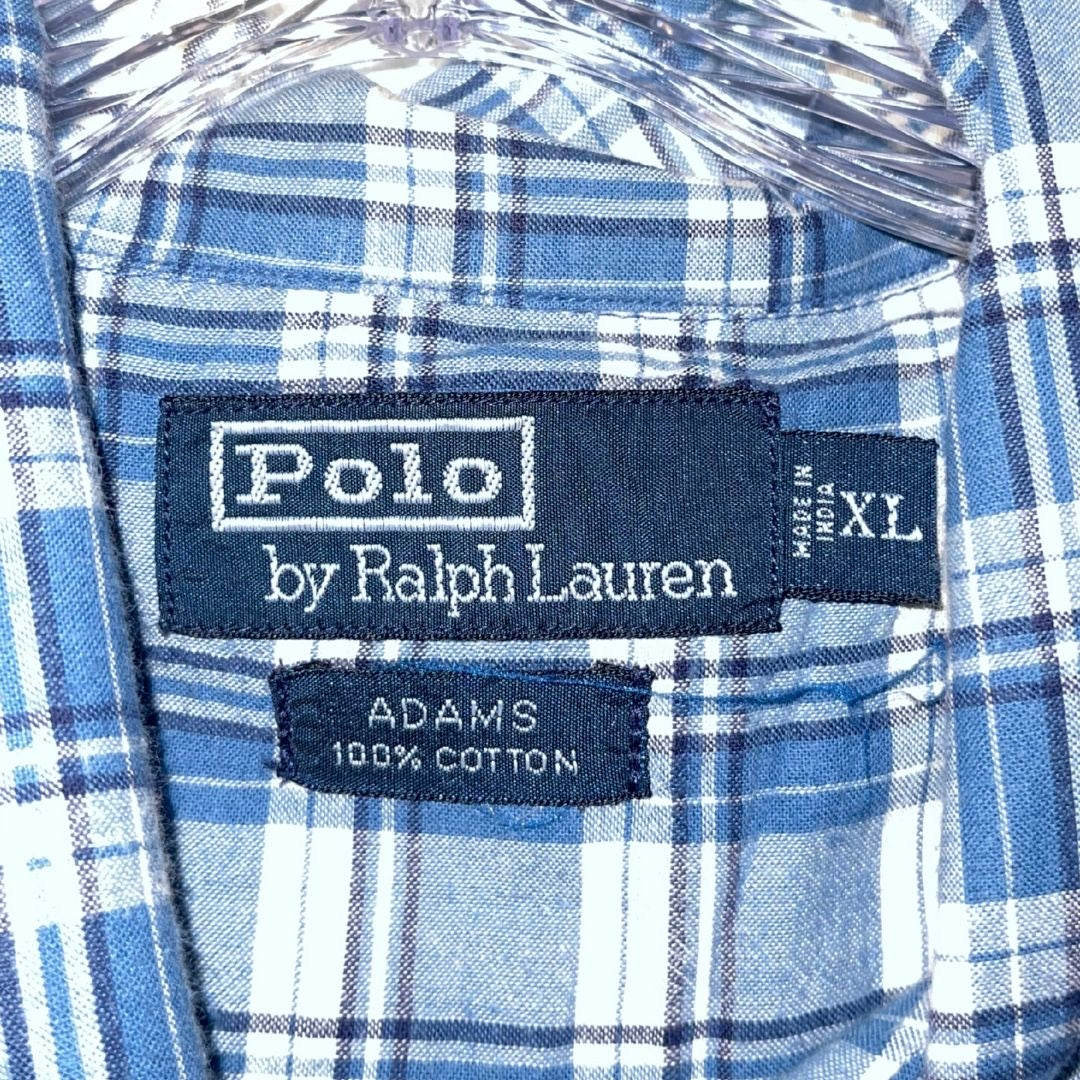 Polo
by Ralph Lauren
MADE IN
INDIA
XL
ADAMS
100% COTTON